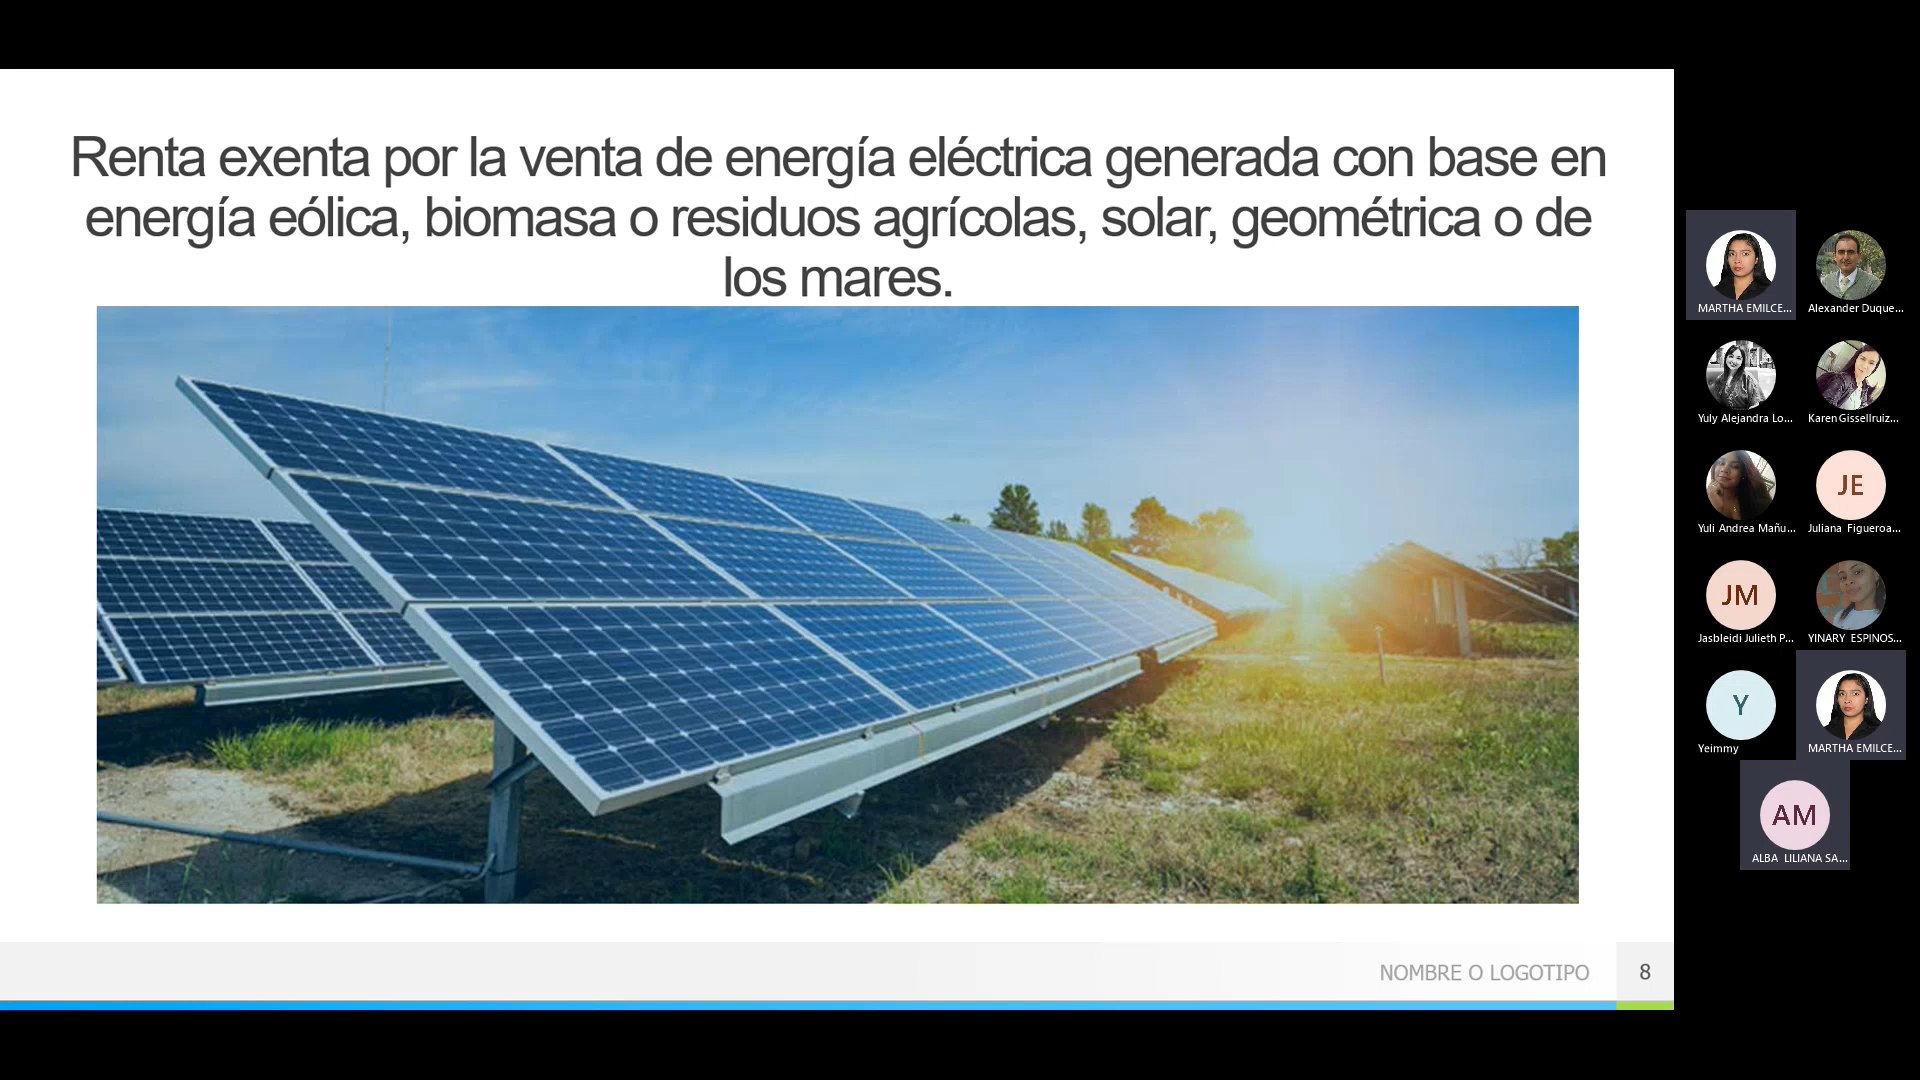 Renta exenta por la venta de energía eléctrica generada con base en
energía eólica, biomasa o residuos agrícolas, solar, geométrica o de
los mares.
NOMBRE O LOGOTIPO
8
MARTHA EMILCE...
Alexander Duque...
Yuly Alejandra Lo...
Karen Gissellruiz...
Yuli Andrea Mañu...
JE
Juliana Figueroa...
JM
Jasbleidi Julieth P...
YINARY ESPINOS...
Y
Yeimmy
MARTHA EMILCE...
AM
ALBA LILIANA SA...